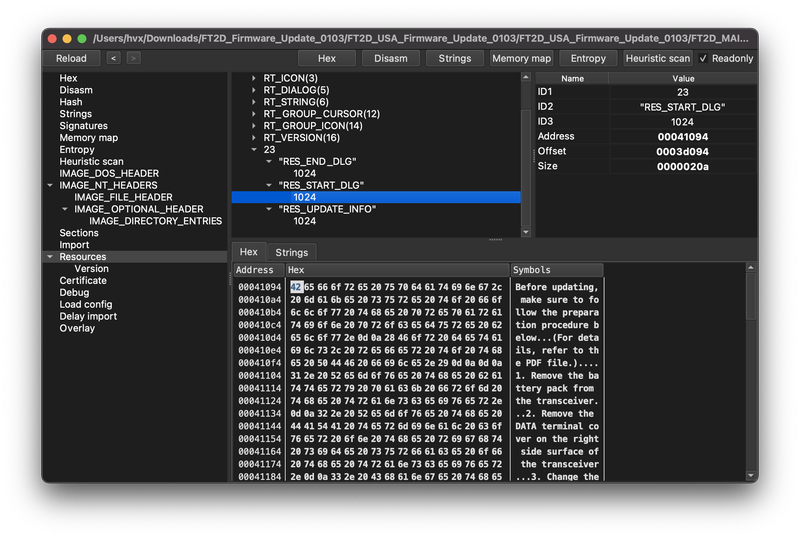 /Users/hvx/Downloads/FT2D_Firmware_Update_0103/FT2D_USA_Firmware_Update_0103/FT2D_USA_Firmware_Update_0103/FT2D_MAI...
Reload < > Hex Disasm Strings Memory map Entropy Heuristic scan Readonly
Hex
Disasm
Hash
Strings
Signatures
Memory map
Entropy
Heuristic scan
IMAGE_DOS_HEADER
IMAGE_NT_HEADERS
IMAGE_FILE_HEADER
IMAGE_OPTIONAL_HEADER
IMAGE_DIRECTORY_ENTRIES
Sections
Import
Resources
Version
Certificate
Debug
Load config
Delay import
Overlay
RT_ICON(3)
RT_DIALOG(5)
RT_STRING(6)
RT_GROUP_CURSOR(12)
RT_GROUP_ICON(14)
RT_VERSION(16)
23
"RES_END_DLG"
1024
"RES_START_DLG"
1024
"RES_UPDATE_INFO"
1024
Name Value
ID1 23
ID2 "RES_START_DLG"
ID3 1024
Address 00041094
Offset 0003d094
Size 0000020a
Hex Strings
Address Hex Symbols
00041094 42 65 66 6f 72 65 20 75 70 64 61 74 69 6e 67 2c Before updating,
000410a4 20 6d 61 6b 65 20 73 75 72 65 20 74 6f 20 66 6f make sure to fo
000410b4 6c 6c 6f 77 20 74 68 65 20 70 72 65 70 61 72 61 llow the prepara
000410c4 74 69 6f 6e 20 70 72 6f 63 65 64 75 72 65 20 62 tion procedure b
000410d4 65 6c 6f 77 2e 0d 0a 28 46 6f 72 20 64 65 74 61 elow...(For deta
000410e4 69 6c 73 2c 20 72 65 66 65 72 20 74 6f 20 74 68 ils, refer to th
000410f4 65 20 50 44 46 20 66 69 6c 65 2e 29 0d 0a 0d 0a e PDF file.)....
00041104 31 2e 20 52 65 6d 6f 76 65 20 74 68 65 20 62 61 1. Remove the ba
00041114 74 74 65 72 79 20 70 61 63 6b 20 66 72 6f 6d 20 ttery pack from
00041124 74 68 65 20 74 72 61 6e 73 63 65 69 76 65 72 2e the transceiver.
00041134 0d 0a 32 2e 20 52 65 6d 6f 76 65 20 74 68 65 20 ..2. Remove the
00041144 44 41 54 41 20 74 65 72 6d 69 6e 61 6c 20 63 6f DATA terminal co
00041154 76 65 72 20 6f 6e 20 74 68 65 20 72 69 67 68 74 ver on the right
00041164 20 73 69 64 65 20 73 75 72 66 61 63 65 20 6f 66 side surface of
00041174 20 74 68 65 20 74 72 61 6e 73 63 65 69 76 65 72 the transceiver
00041184 2e 0d 0a 33 2e 20 43 68 61 6e 67 65 20 74 68 65 ...3. Change the